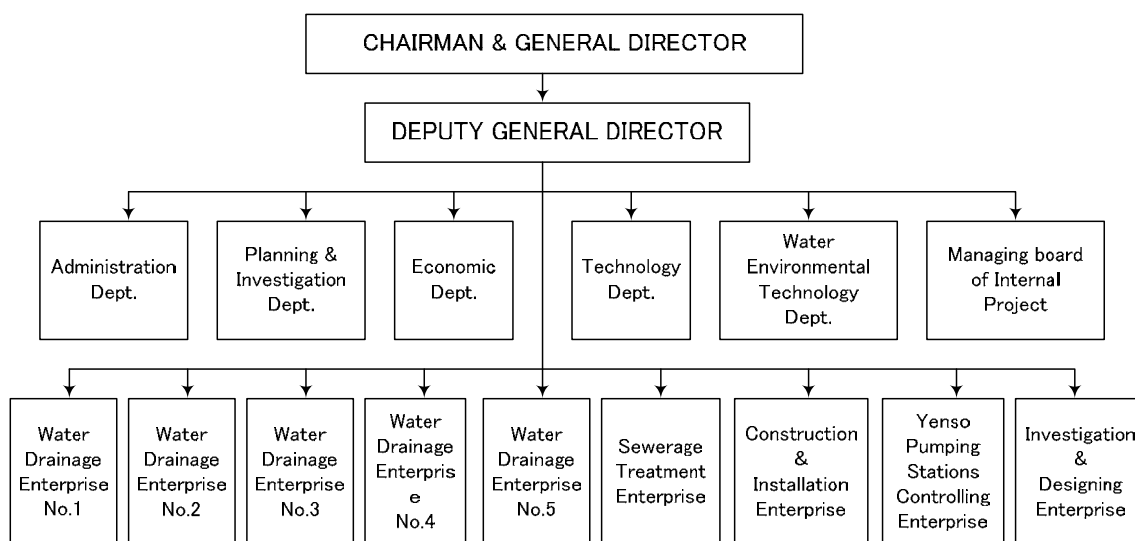 CHAIRMAN & GENERAL DIRECTOR
DEPUTY GENERAL DIRECTOR
Administration
Dept.
Planning &
Investigation
Dept.
Economic
Dept.
Technology
Dept.
Water
Environmental
Technology
Dept.
Managing board
of Internal
Project
Water
Drainage
Enterprise
No.1
Water
Drainage
Enterprise
No.2
Water
Drainage
Enterprise
No.3
Water
Drainage
Enterpris
e
No.4
Water
Drainage
Enterprise
No.5
Sewerage
Treatment
Enterprise
Construction
&
Installation
Enterprise
Yenso
Pumping
Stations
Controlling
Enterprise
Investigation
&
Designing
Enterprise